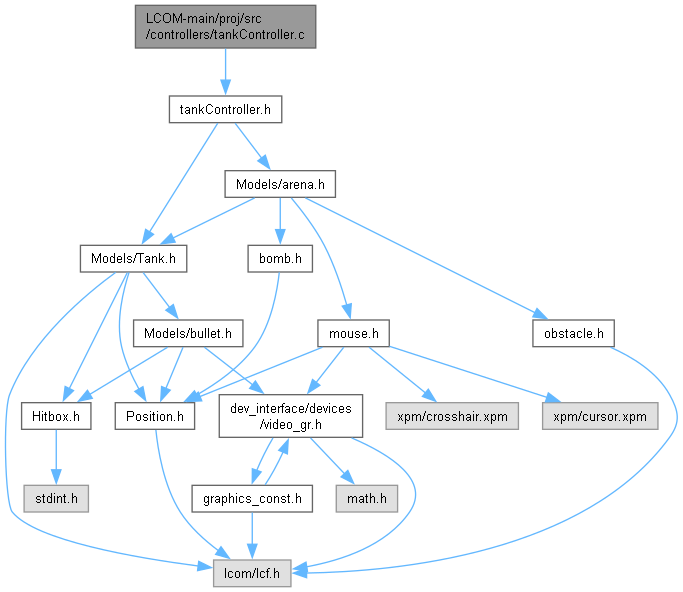 LCOM-main/proj/src
/controllers/tankController.c
tankController.h
Models/arena.h
Models/Tank.h
bomb.h
Models/bullet.h
mouse.h
obstacle.h
Hitbox.h
Position.h
dev_interface/devices
/video_gr.h
xpm/crosshair.xpm
xpm/cursor.xpm
stdint.h
graphics_const.h
math.h
lcom/lcf.h